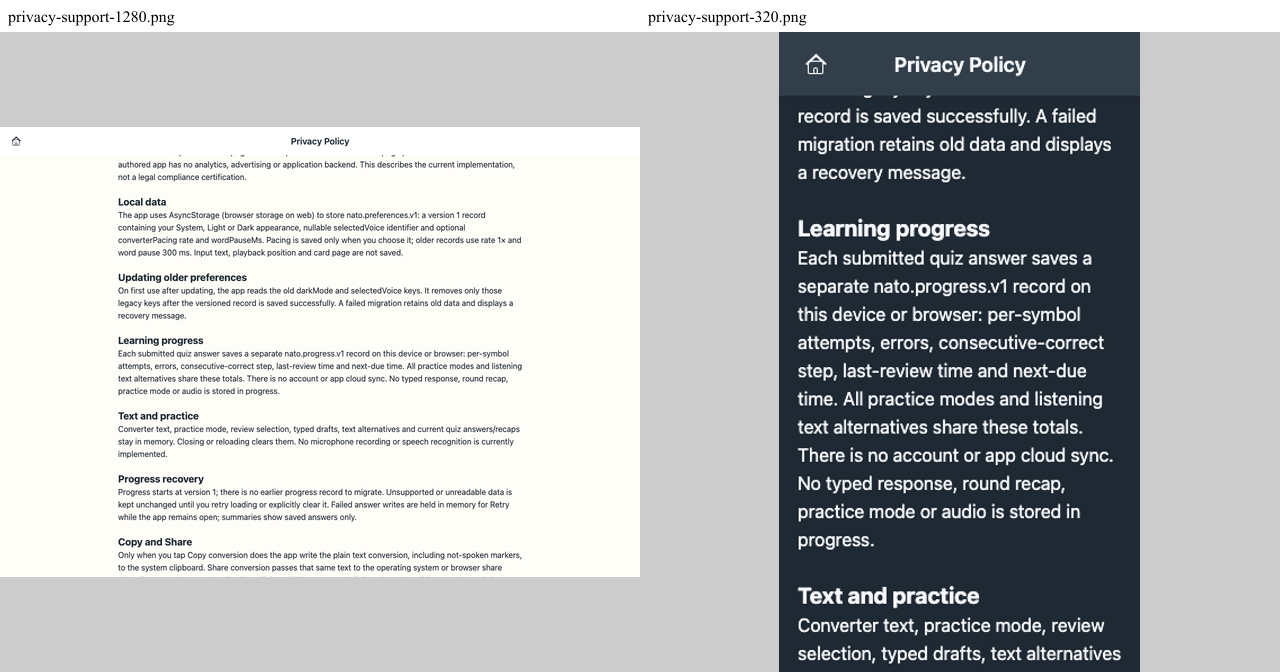 privacy-support-1280.png
privacy-support-320.png
Privacy Policy
authored app has no analytics, advertising or application backend. This describes the current implementation,
not a legal compliance certification.
Local data
The app uses AsyncStorage (browser storage on web) to store nato.preferences.v1: a version 1 record
containing your System, Light or Dark appearance, nullable selectedVoice identifier and optional
converterPacing rate and wordPauseMs. Pacing is saved only when you choose it; older records use rate 1× and
word pause 300 ms. Input text, playback position and card page are not saved.
Updating older preferences
On first use after updating, the app reads the old darkMode and selectedVoice keys. It removes only those
legacy keys after the versioned record is saved successfully. A failed migration retains old data and displays a
recovery message.
Learning progress
Each submitted quiz answer saves a separate nato.progress.v1 record on this device or browser: per-symbol
attempts, errors, consecutive-correct step, last-review time and next-due time. All practice modes and listening
text alternatives share these totals. There is no account or app cloud sync. No typed response, round recap,
practice mode or audio is stored in progress.
Text and practice
Converter text, practice mode, review selection, typed drafts, text alternatives and current quiz answers/recaps
stay in memory. Closing or reloading clears them. No microphone recording or speech recognition is currently
implemented.
Progress recovery
Progress starts at version 1; there is no earlier progress record to migrate. Unsupported or unreadable data is
kept unchanged until you retry loading or explicitly clear it. Failed answer writes are held in memory for Retry
while the app remains open; summaries show saved answers only.
Copy and Share
Only when you tap Copy conversion does the app write the plain text conversion, including not-spoken markers,
to the system clipboard. Share conversion passes that same text to the operating system or browser share
Privacy Policy
record is saved successfully. A failed
migration retains old data and displays
a recovery message.
Learning progress
Each submitted quiz answer saves a
separate nato.progress.v1 record on
this device or browser: per-symbol
attempts, errors, consecutive-correct
step, last-review time and next-due
time. All practice modes and listening
text alternatives share these totals.
There is no account or app cloud sync.
No typed response, round recap,
practice mode or audio is stored in
progress.
Text and practice
Converter text, practice mode, review
selection, typed drafts, text alternatives